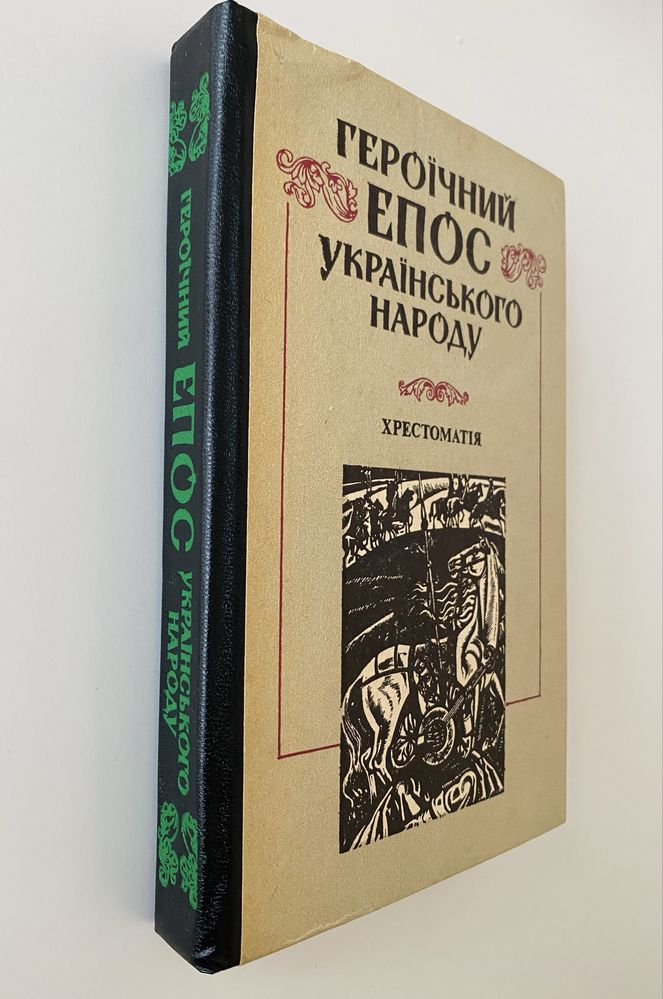 ГЕРОЇЧНИЙ
ЕПОС
УКРАЇНСЬКОГО
НАРОДУ
ХРЕСТОМАТІЯ
ГЕРОЇЧНИЙ
ЕПОС
УКРАЇНСЬКОГО
НАРОДУ